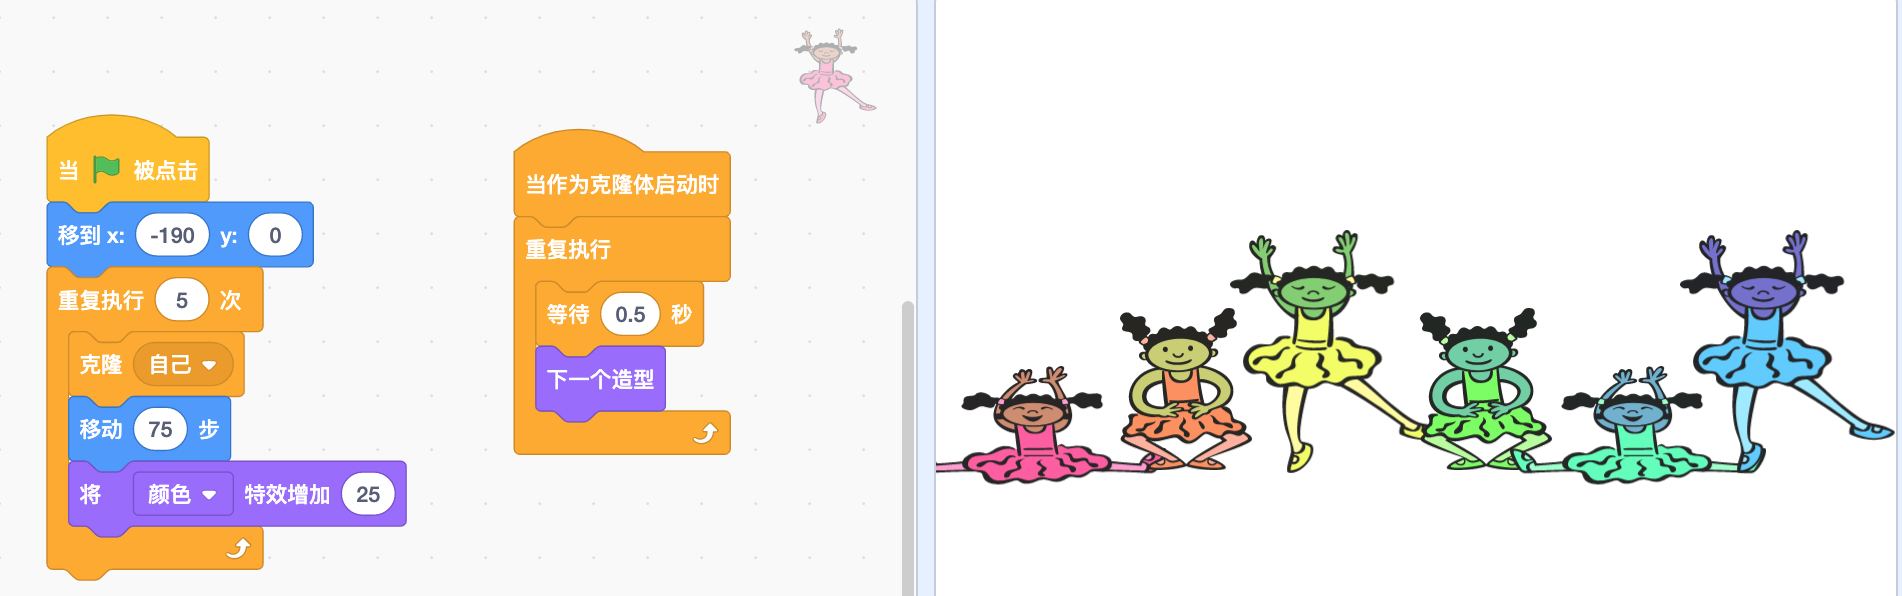 当 被点击
移到 x: -190 y: 0
重复执行 5 次
克隆 自己
移动 75 步
将 颜色 特效增加 25
当作为克隆体启动时
重复执行
等待 0.5 秒
下一个造型